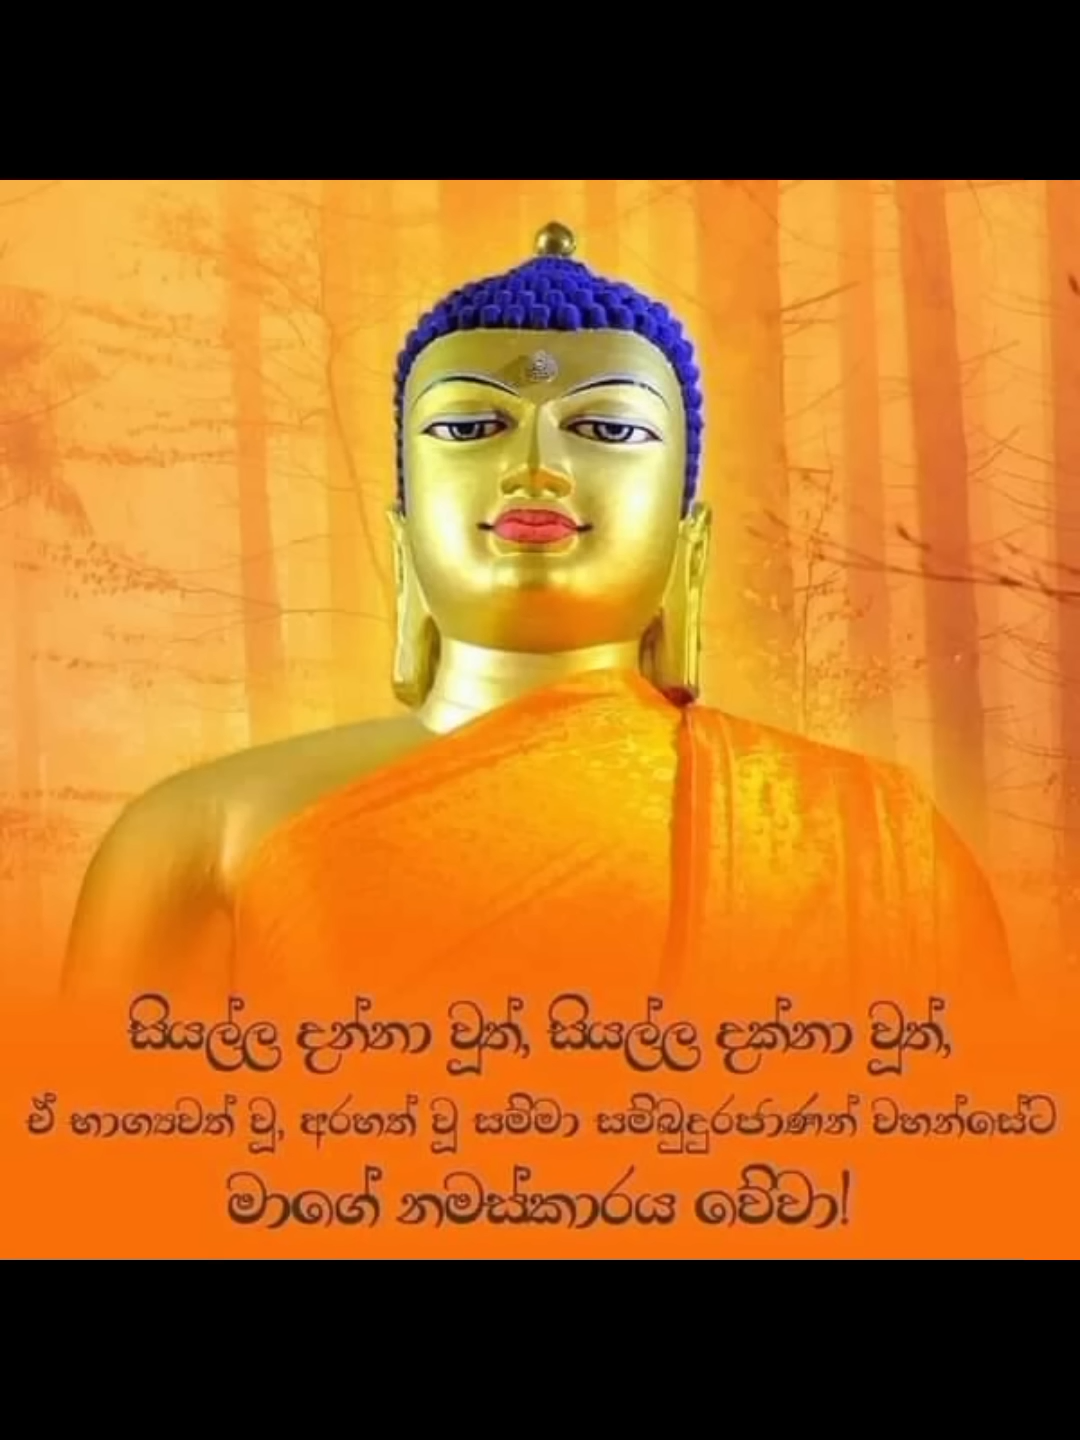 සියල්ල දන්නා වූත්, සියල්ල දක්නා වූත්,
ඒ භාග්‍යවත් වූ, අරහත් වූ සම්මා සම්බුදුරජාණන් වහන්සේට
මාගේ නමස්කාරය වේවා!